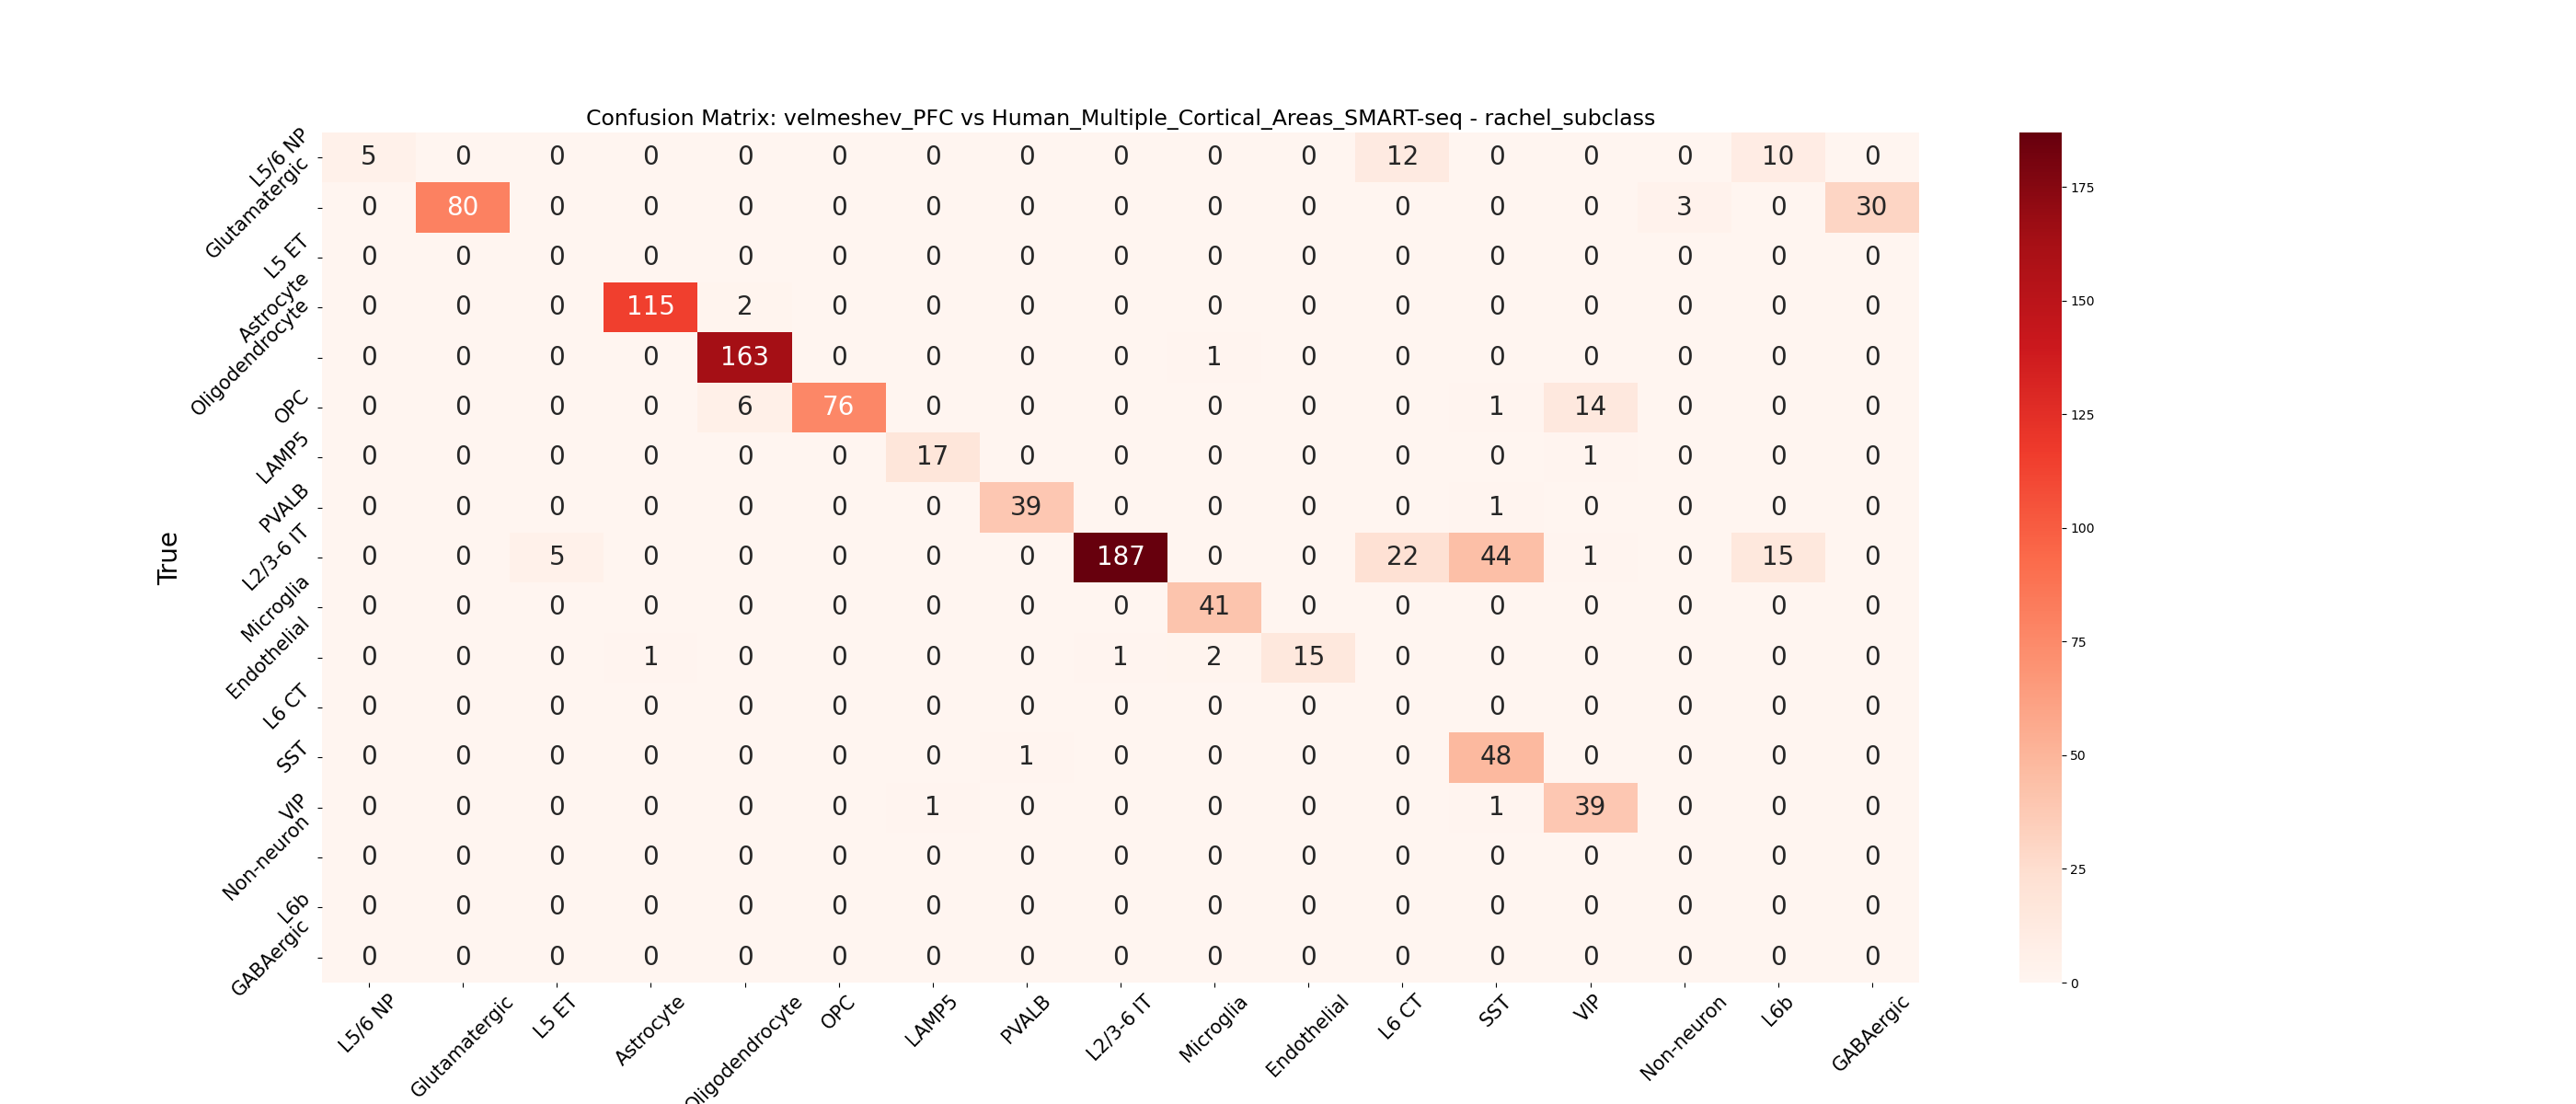 Confusion Matrix: velmeshev_PFC vs Human_Multiple_Cortical_Areas_SMART-seq - rachel_subclass
True
L5/6 NP 5 0 0 0 0 0 0 0 0 0 0 12 0 0 0 10 0
Glutamatergic 0 80 0 0 0 0 0 0 0 0 0 0 0 0 3 0 30
L5 ET 0 0 0 0 0 0 0 0 0 0 0 0 0 0 0 0 0
Astrocyte 0 0 0 115 2 0 0 0 0 0 0 0 0 0 0 0 0
Oligodendrocyte 0 0 0 0 163 0 0 0 0 1 0 0 0 0 0 0 0
OPC 0 0 0 0 6 76 0 0 0 0 0 0 1 14 0 0 0
LAMP5 0 0 0 0 0 0 17 0 0 0 0 0 0 1 0 0 0
PVALB 0 0 0 0 0 0 0 39 0 0 0 0 1 0 0 0 0
L2/3-6 IT 0 0 5 0 0 0 0 0 187 0 0 22 44 1 0 15 0
Microglia 0 0 0 0 0 0 0 0 0 41 0 0 0 0 0 0 0
Endothelial 0 0 0 1 0 0 0 0 1 2 15 0 0 0 0 0 0
L6 CT 0 0 0 0 0 0 0 0 0 0 0 0 0 0 0 0 0
SST 0 0 0 0 0 0 0 1 0 0 0 0 48 0 0 0 0
VIP 0 0 0 0 0 0 1 0 0 0 0 0 1 39 0 0 0
Non-neuron 0 0 0 0 0 0 0 0 0 0 0 0 0 0 0 0 0
L6b 0 0 0 0 0 0 0 0 0 0 0 0 0 0 0 0 0
GABAergic 0 0 0 0 0 0 0 0 0 0 0 0 0 0 0 0 0
L5/6 NP Glutamatergic L5 ET Astrocyte Oligodendrocyte OPC LAMP5 PVALB L2/3-6 IT Microglia Endothelial L6 CT SST VIP Non-neuron L6b GABAergic
175
150
125
100
75
50
25
0